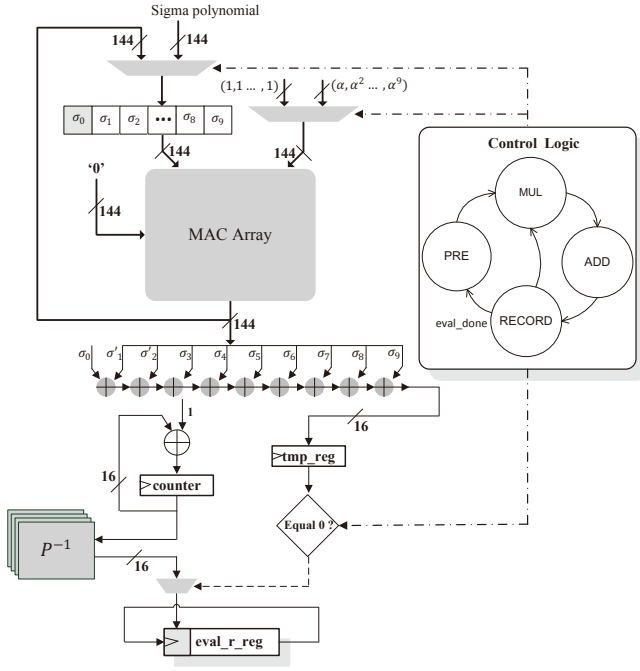 Sigma polynomial
144
144
(1,1 … , 1)
(α, α² … , α⁹)
σ₀ σ₁ σ₂ ••• σ₈ σ₉
144
144
'0'
144
MAC Array
144
Control Logic
MUL
PRE
ADD
RECORD
eval_done
σ₀ σ'₁ σ'₂ σ₃ σ₄ σ₅ σ₆ σ₇ σ₈ σ₉
1
16
tmp_reg
16
counter
Equal 0 ?
P⁻¹
16
eval_r_reg